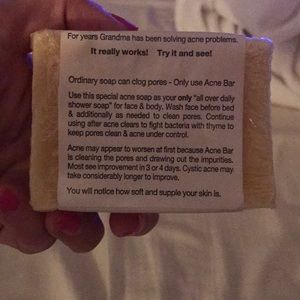 For years Grandma has been solving acne problems.
It really works! Try it and see!
Ordinary soap can clog pores - Only use Acne Bar
Use this special acne soap as your only "all over daily
shower soap" for face & body. Wash face before bed
& additionally as needed to clean pores. Continue
using after acne clears to fight bacteria with thyme to
keep pores clean & acne under control.
Acne may appear to worsen at first because Acne Bar
is cleaning the pores and drawing out the impurities.
Most see improvement in 3 or 4 days. Cystic acne may
take considerably longer to improve.
You will notice how soft and supple your skin is.